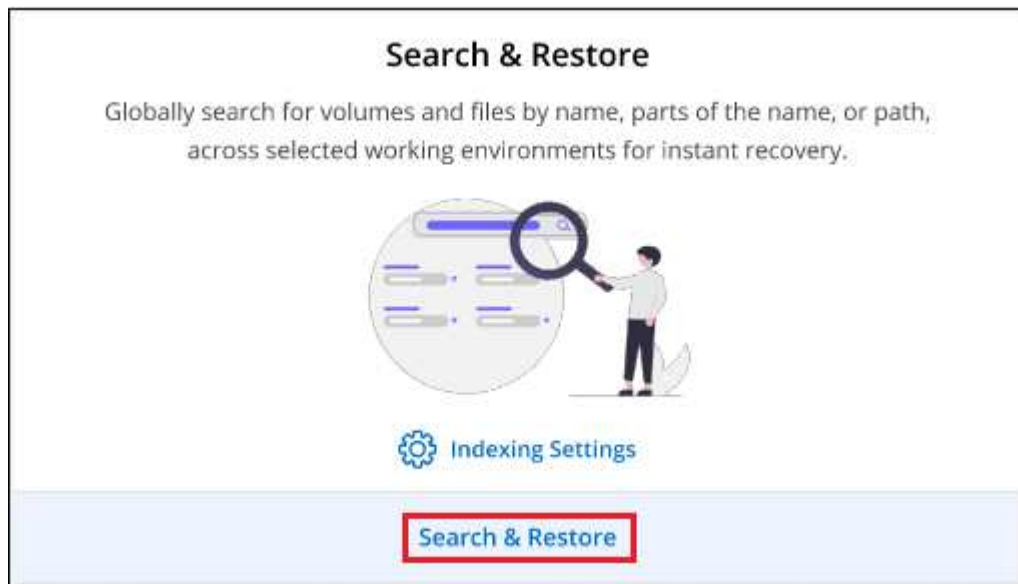 Search & Restore
Globally search for volumes and files by name, parts of the name, or path,
across selected working environments for instant recovery.
Indexing Settings
Search & Restore